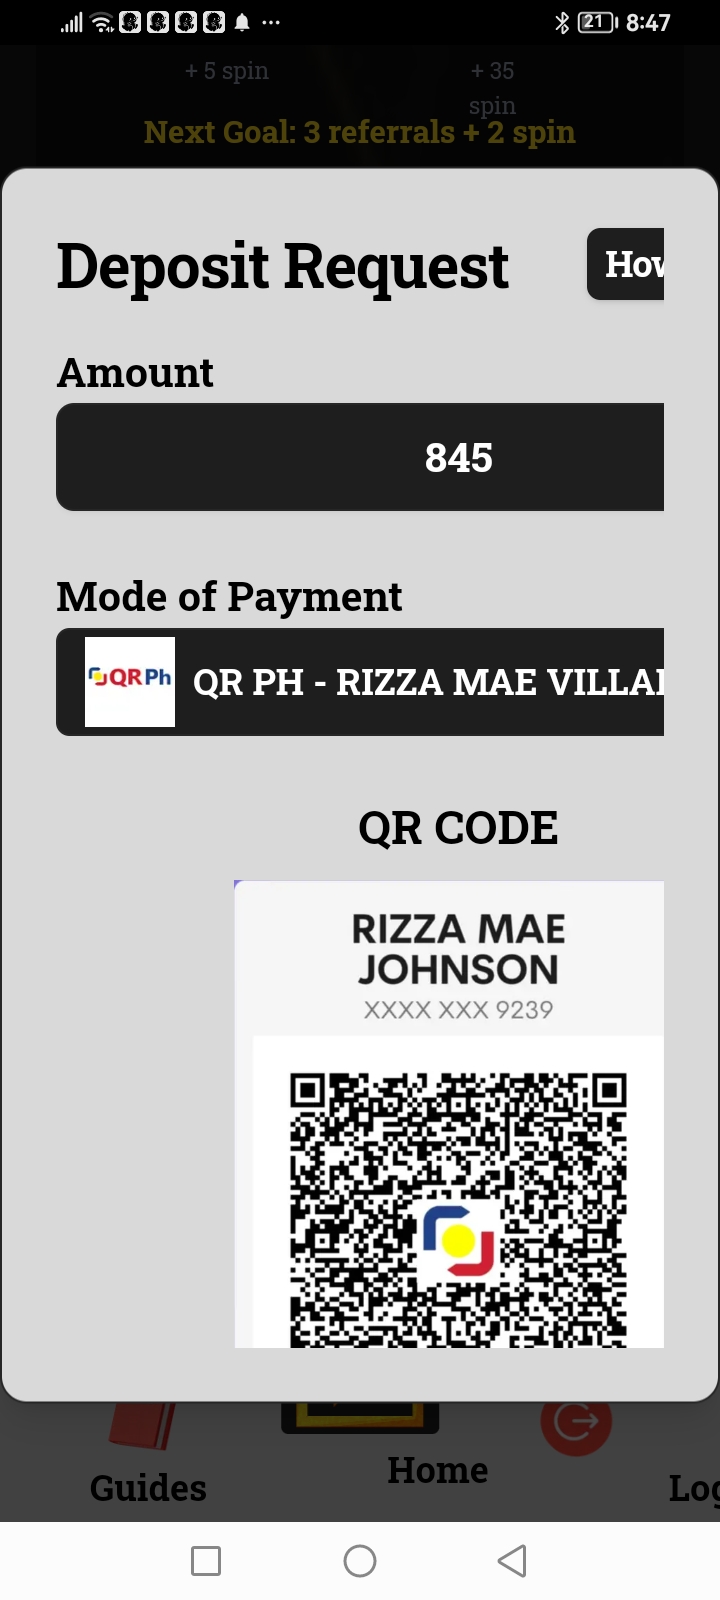 21 8:47
+ 5 spin
+ 35
spin
Next Goal: 3 referrals + 2 spin
Deposit Request
Hov
Amount
845
Mode of Payment
QR Ph
QR PH - RIZZA MAE VILLA
QR CODE
RIZZA MAE
JOHNSON
XXXX XXX 9239
Guides
Home
Log